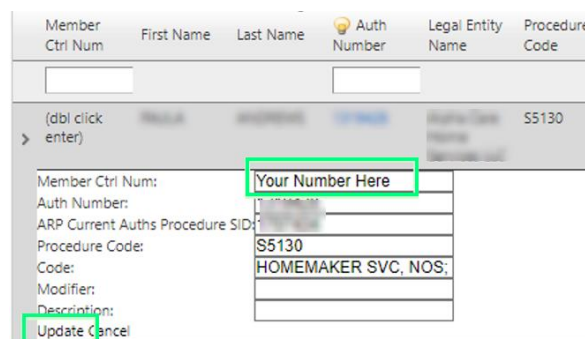 Member Ctrl Num First Name Last Name Auth Number Legal Entity Name Procedure Code
(dbl click enter) S5130
Member Ctrl Num: Your Number Here
Auth Number:
ARP Current Auths Procedure SID:
Procedure Code: S5130
Code: HOMEMAKER SVC, NOS;
Modifier:
Description:
Update Cancel